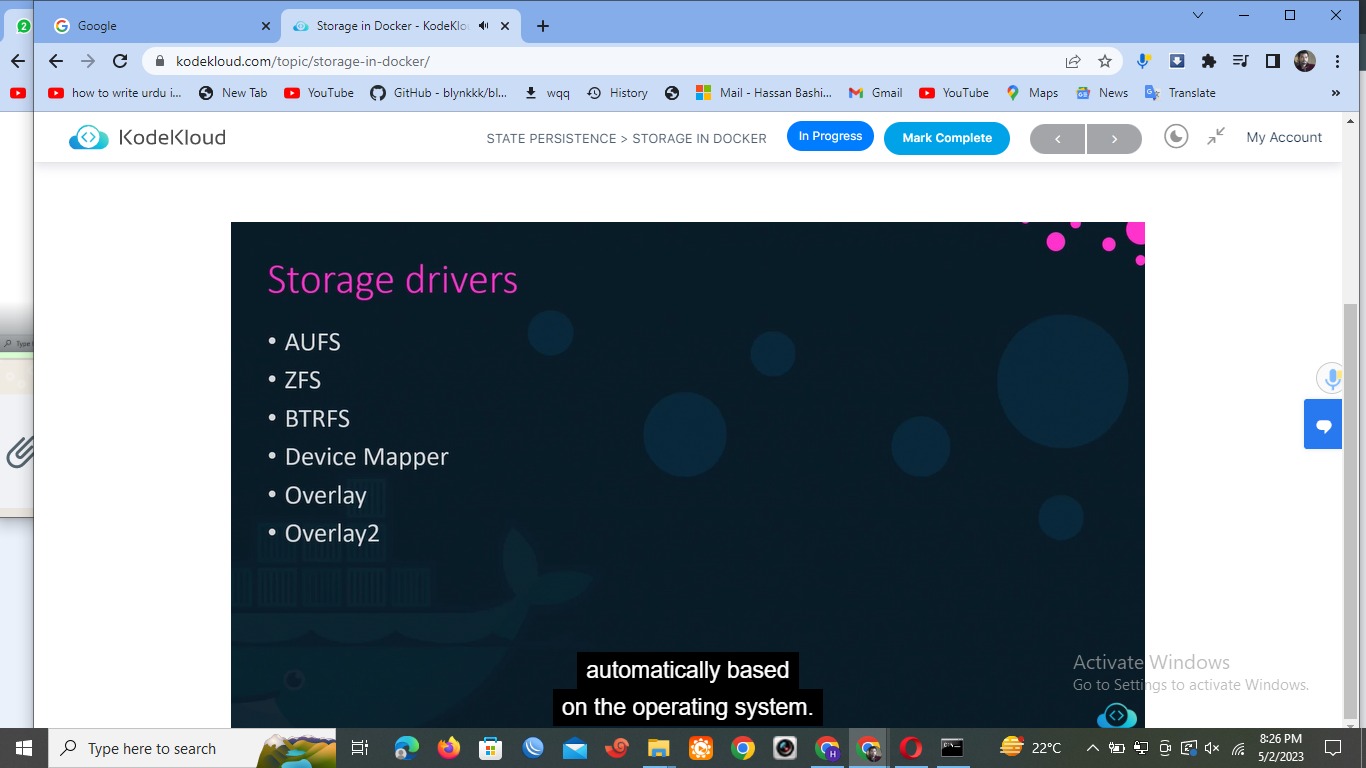 2
Google
Storage in Docker - KodeKlo
kodekloud.com/topic/storage-in-docker/
how to write urdu i...
New Tab
YouTube
GitHub - blynkkk/bl...
wqq
History
Mail - Hassan Bashi...
Gmail
YouTube
Maps
News
Translate
»
KodeKloud
STATE PERSISTENCE > STORAGE IN DOCKER
In Progress
Mark Complete
My Account
Storage drivers
• AUFS
• ZFS
• BTRFS
• Device Mapper
• Overlay
• Overlay2
Type
automatically based
on the operating system.
Activate Windows
Go to Settings to activate Windows.
Type here to search
H
22°C
8:26 PM
5/2/2023